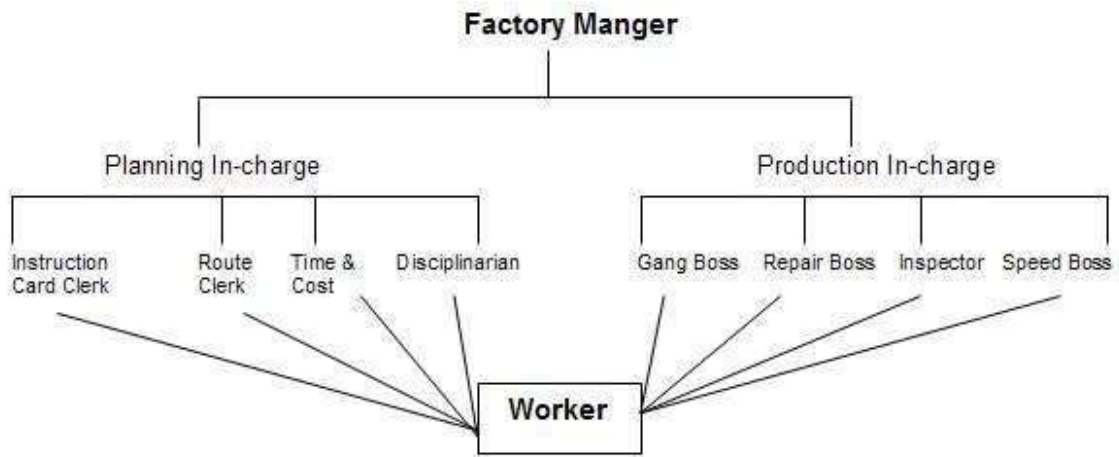 Factory Manger
Planning In-charge
Production In-charge
Instruction
Card Clerk
Route
Clerk
Time &
Cost
Disciplinarian
Gang Boss
Repair Boss
Inspector
Speed Boss
Worker